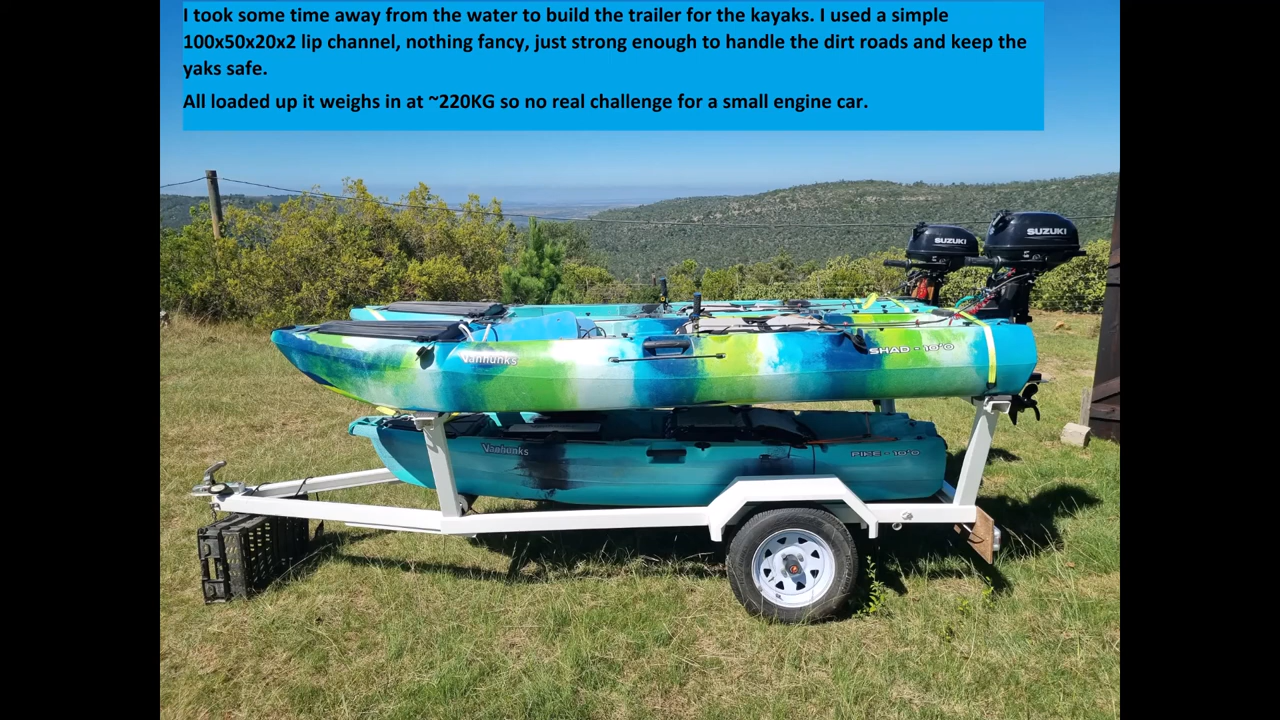 I took some time away from the water to build the trailer for the kayaks. I used a simple
100x50x20x2 lip channel, nothing fancy, just strong enough to handle the dirt roads and keep the
yaks safe.
All loaded up it weighs in at ~220KG so no real challenge for a small engine car.
SUZUKI
SUZUKI
Vanhunks
SHAD - 10'0
Vanhunks
PIKE - 10'0